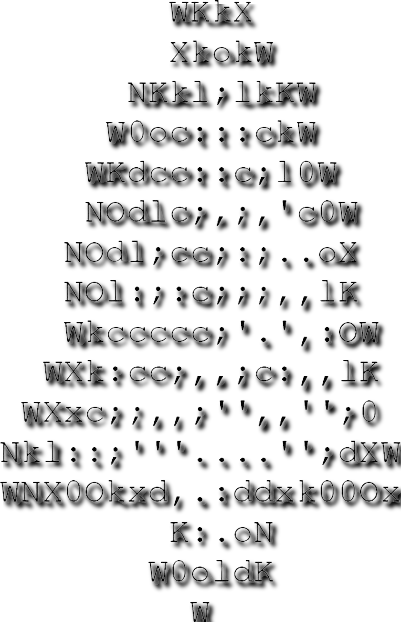 WKkX
XkokW
NKkl;lkKW
W0oc:::ckW
WKdcc::c;l0W
NOdlc;,;,'c0W
NOdl;cc;:;..oX
NOl:;:c;;;,,lK
Wkccccc;'.',:OW
WXk:cc;,,;c:,,lK
WXxc;;,,;'',,'';0
Nkl::;'''....'';dXW
WNX0Okxd,.:ddxk00Ox
K:.oN
W0oldK
W